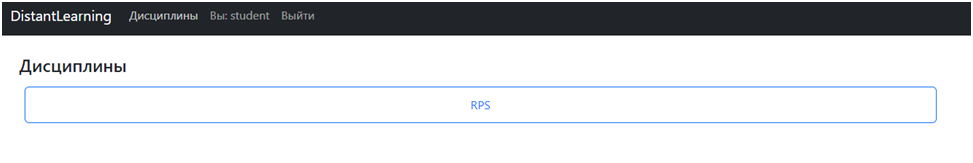 DistantLearning Дисциплины Вы: student Выйти
Дисциплины
RPS